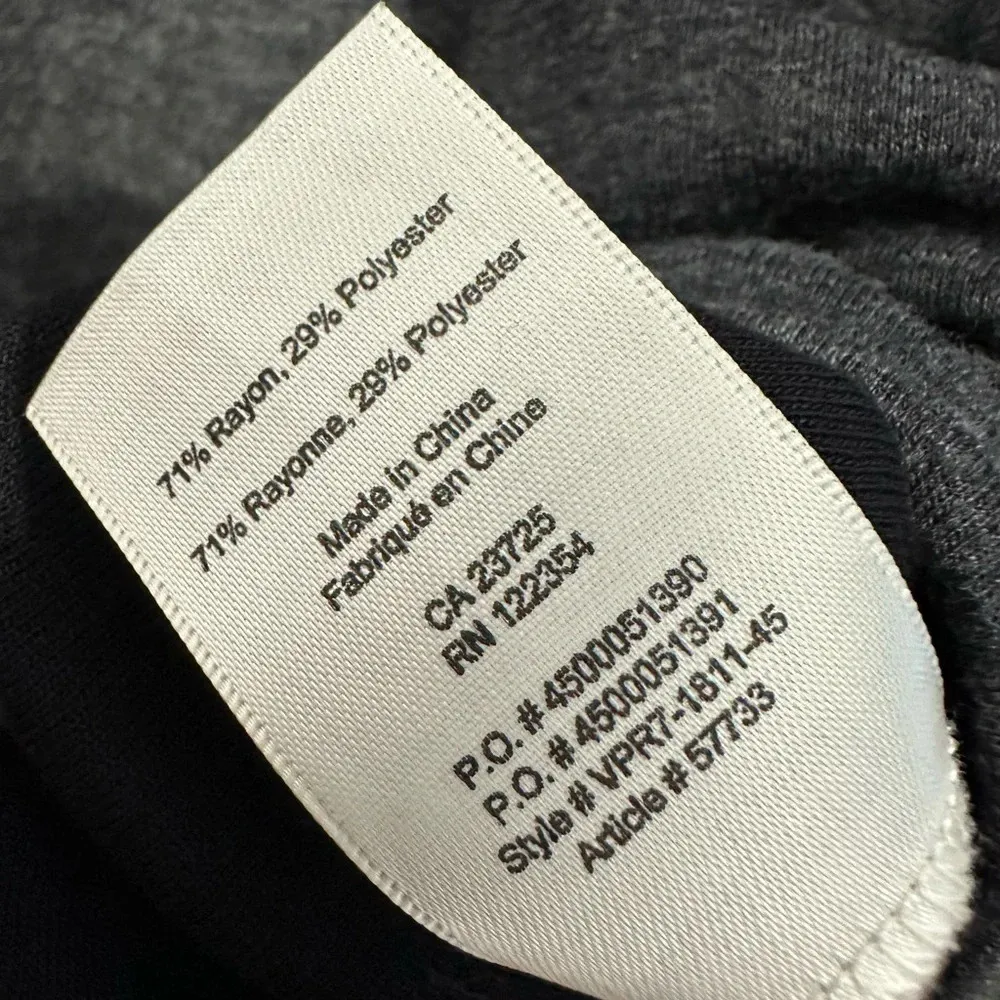 71% Rayon, 29% Polyester
71% Rayonne, 29% Polyester
Made in China
Fabriqué en Chine
CA 23725
RN 122354
P.O. # 4500051390
P.O. # 4500051391
Style # VPR7-1811-45
Article # 57733